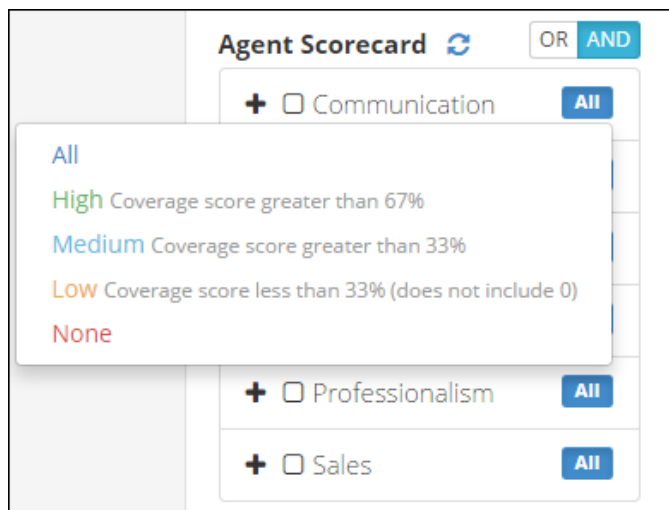 Agent Scorecard OR AND
Communication All
All
High Coverage score greater than 67%
Medium Coverage score greater than 33%
Low Coverage score less than 33% (does not include 0)
None
Professionalism All
Sales All